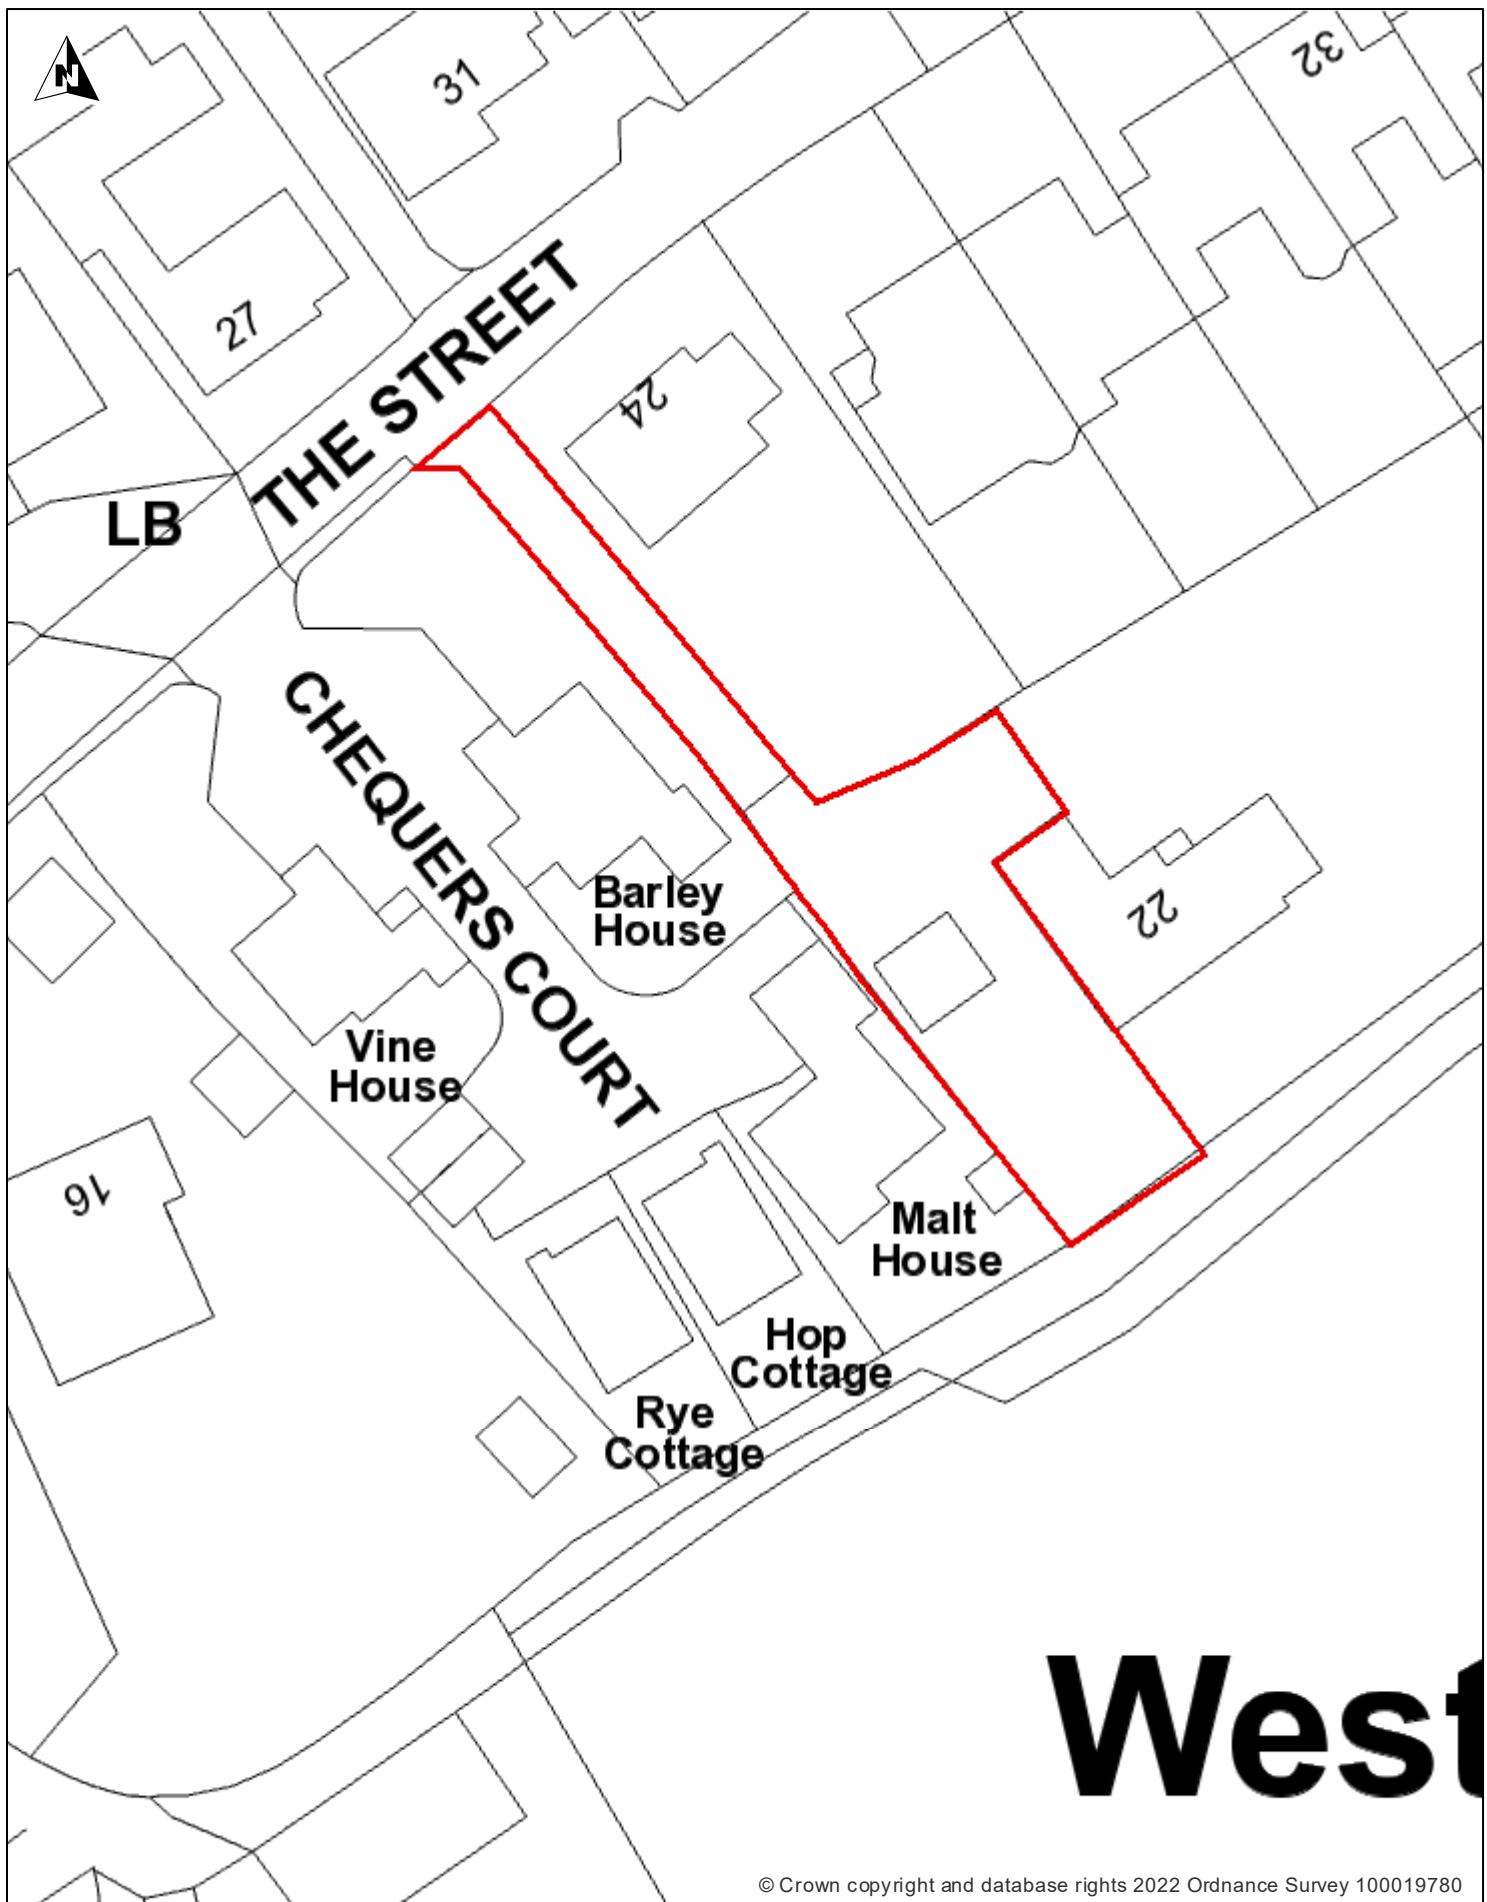 N
31
32
27
THE STREET
24
LB
CHEQUERS COURT
Barley
House
22
Vine
House
16
Malt
House
Hop
Cottage
Rye
Cottage
West
© Crown copyright and database rights 2022 Ordnance Survey 100019780